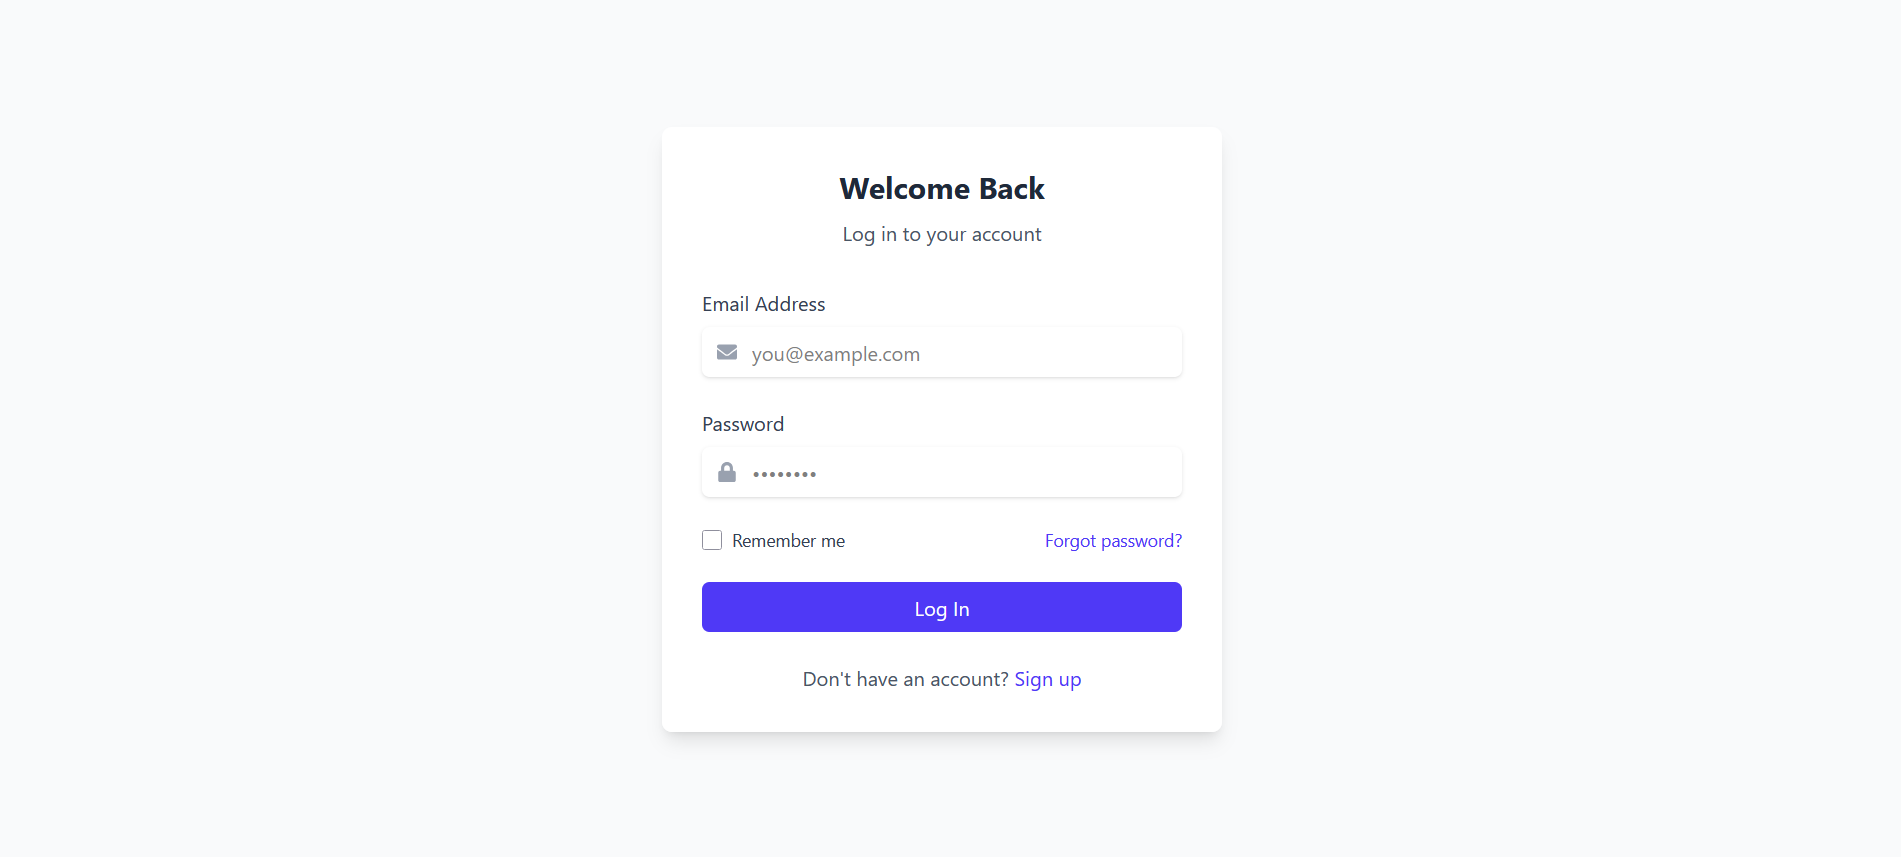 Welcome Back
Log in to your account
Email Address
you@example.com
Password
••••••••
Remember me
Forgot password?
Log In
Don't have an account? Sign up